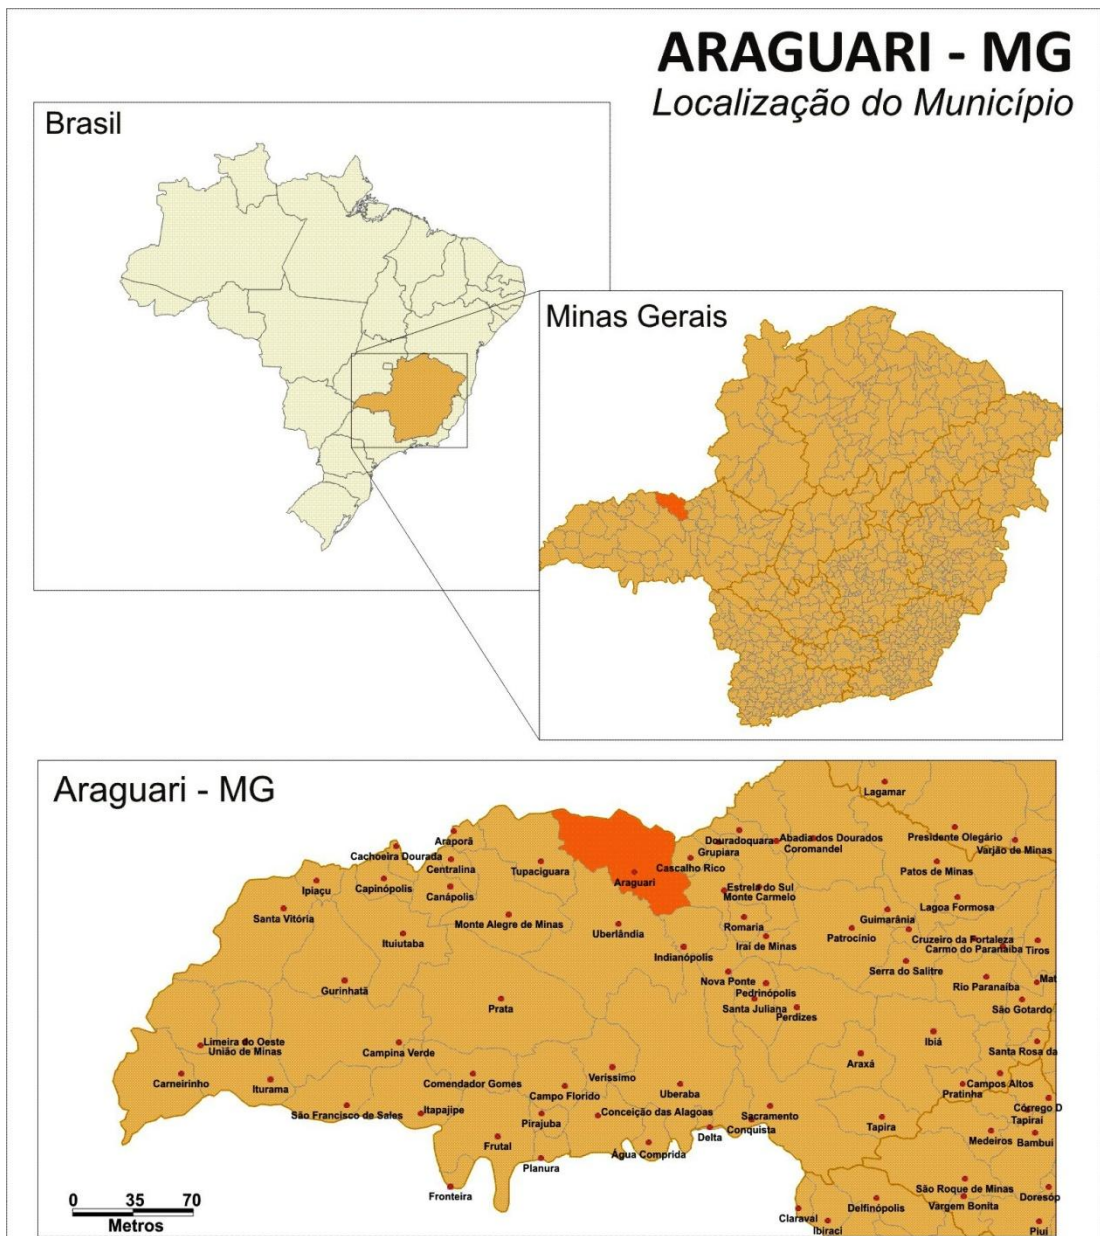 ARAGUARI - MG
Localização do Município
Brasil
Minas Gerais
Araguari - MG
Lagamar
Araporã
Douradoquara
Abadia dos Dourados
Presidente Olegário
Cachoeira Dourada
Grupiara
Coromandel
Varjão de Minas
Centralina
Tupaciguara
Cascalho Rico
Patos de Minas
Ipiaçu
Capinópolis
Canápolis
Araguari
Estrela do Sul
Monte Carmelo
Lagoa Formosa
Santa Vitória
Monte Alegre de Minas
Uberlândia
Romaria
Guimarânia
Ituiutaba
Iraí de Minas
Patrocínio
Cruzeiro da Fortaleza
Carmo do Paranaíba
Tiros
Indianópolis
Serra do Salitre
Gurinhatã
Nova Ponte
Pedrinópolis
Rio Paranaíba
Mat
Prata
Santa Juliana
Perdizes
São Gotardo
Limeira do Oeste
União de Minas
Campina Verde
Ibiá
Santa Rosa da
Araxá
Carneirinho
Iturama
Comendador Gomes
Veríssimo
Campo Florido
Uberaba
Pratinha
Campos Altos
São Francisco de Sales
Itapajipe
Pirajuba
Conceição das Alagoas
Sacramento
Conquista
Tapira
Córrego D
Tapiraí
Delta
Medeiros
Bambuí
Frutal
Água Comprida
Planura
Fronteira
São Roque de Minas
Vargem Bonita
Doresóp
Delfinópolis
Claraval
Ibiraci
Piuí
0 35 70
Metros